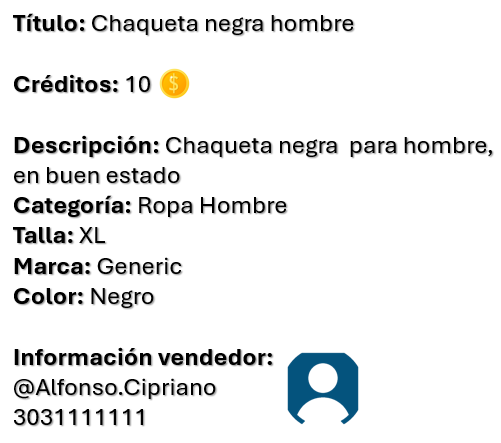 Título: Chaqueta negra hombre
Créditos: 10 $
Descripción: Chaqueta negra  para hombre,
en buen estado
Categoría: Ropa Hombre
Talla: XL
Marca: Generic
Color: Negro
Información vendedor:
@Alfonso.Cipriano
3031111111